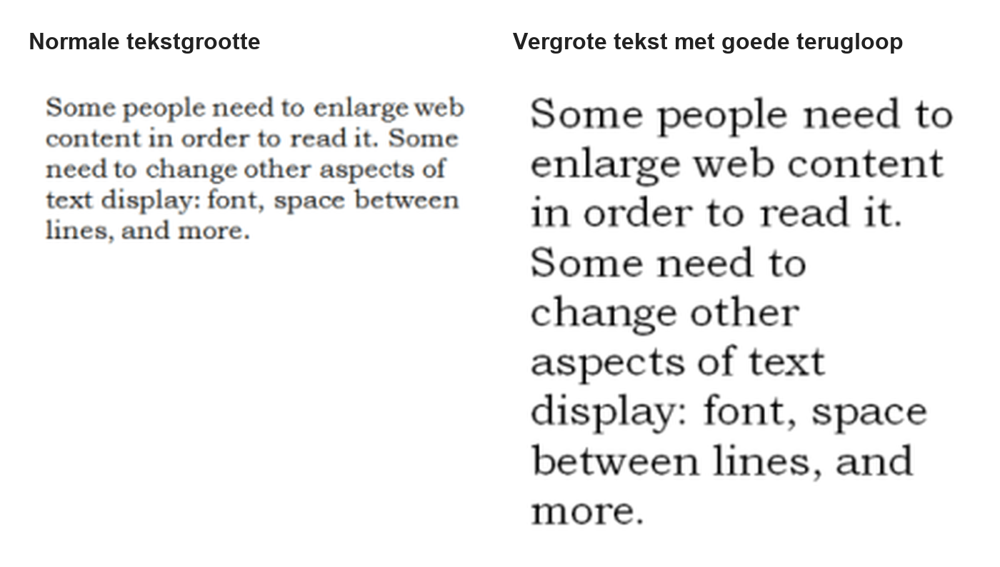 Normale tekstgrootte
Some people need to enlarge web
content in order to read it. Some
need to change other aspects of
text display: font, space between
lines, and more.
Vergrote tekst met goede terugloop
Some people need to
enlarge web content
in order to read it.
Some need to
change other
aspects of text
display: font, space
between lines, and
more.